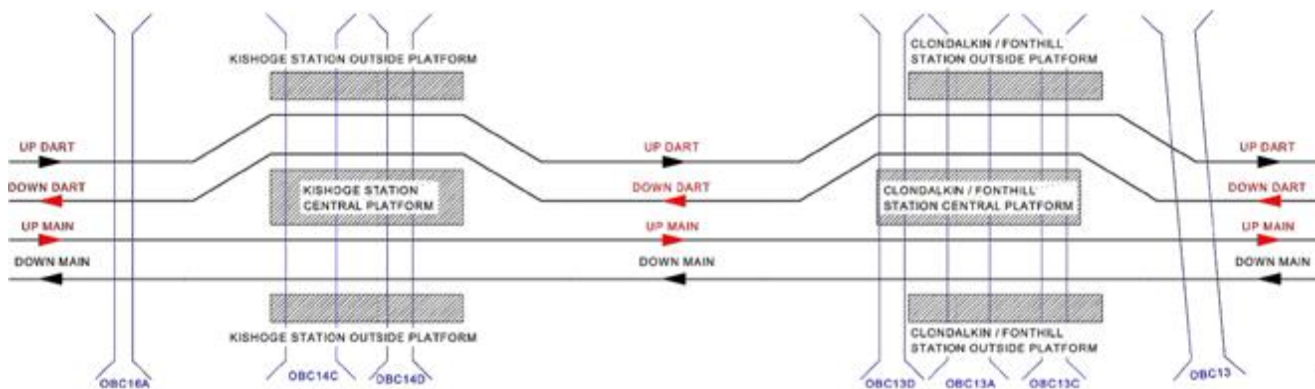 KISHOGE STATION OUTSIDE PLATFORM
CLONDALKIN / FONTHILL
STATION OUTSIDE PLATFORM
UP DART
UP DART
UP DART
DOWN DART
KISHOGE STATION
CENTRAL PLATFORM
DOWN DART
CLONDALKIN / FONTHILL
STATION CENTRAL PLATFORM
DOWN DART
UP MAIN
UP MAIN
UP MAIN
DOWN MAIN
DOWN MAIN
DOWN MAIN
KISHOGE STATION OUTSIDE PLATFORM
CLONDALKIN / FONTHILL
STATION OUTSIDE PLATFORM
OBC16A
OBC14C
OBC14D
OBC13D
OBC13A
OBC13C
OBC13